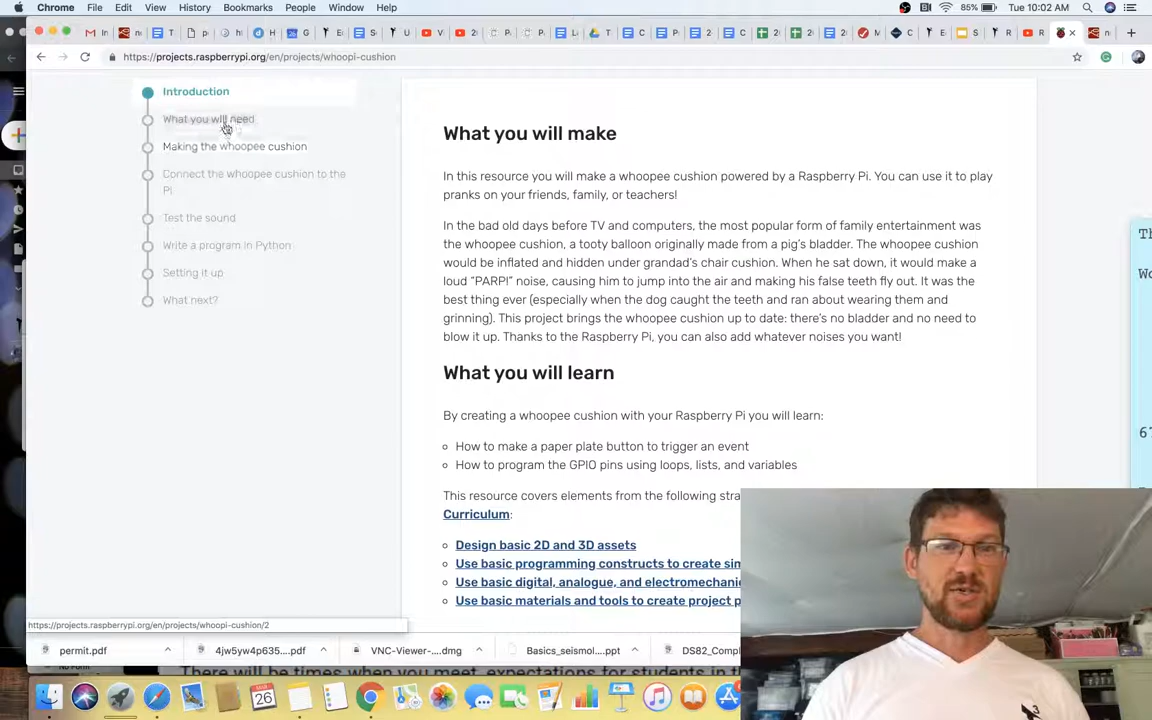 Chrome File Edit View History Bookmarks People Window Help
85% Tue 10:02 AM
https://projects.raspberrypi.org/en/projects/whoopi-cushion
Introduction
What you will need
Making the whoopee cushion
Connect the whoopee cushion to the
Pi
Test the sound
Write a program in Python
Setting it up
What next?
What you will make
In this resource you will make a whoopee cushion powered by a Raspberry Pi. You can use it to play
pranks on your friends, family, or teachers!
In the bad old days before TV and computers, the most popular form of family entertainment was
the whoopee cushion, a tooty balloon originally made from a pig's bladder. The whoopee cushion
would be inflated and hidden under grandad's chair cushion. When he sat down, it would make a
loud "PARP!" noise, causing him to jump into the air and making his false teeth fly out. It was the
best thing ever (especially when the dog caught the teeth and ran about wearing them and
grinning). This project brings the whoopee cushion up to date: there's no bladder and no need to
blow it up. Thanks to the Raspberry Pi, you can also add whatever noises you want!
What you will learn
By creating a whoopee cushion with your Raspberry Pi you will learn:
How to make a paper plate button to trigger an event
How to program the GPIO pins using loops, lists, and variables
This resource covers elements from the following stra
Curriculum:
Design basic 2D and 3D assets
Use basic programming constructs to create sim
Use basic digital, analogue, and electromechanic
Use basic materials and tools to create project p
https://projects.raspberrypi.org/en/projects/whoopi-cushion/2
permit.pdf
4jw5yw4p635....pdf
VNC-Viewer-....dmg
Basics_seismol....ppt
DS82_Compl
There will be times when you meet expectations for students in
AUG
26